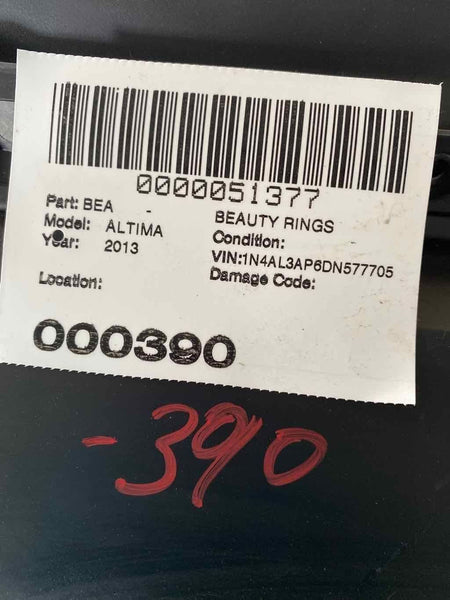 0000051377
Part: BEA - BEAUTY RINGS
Model: ALTIMA Condition:
Year: 2013 VIN:1N4AL3AP6DN577705
Location: Damage Code:
000390
-390